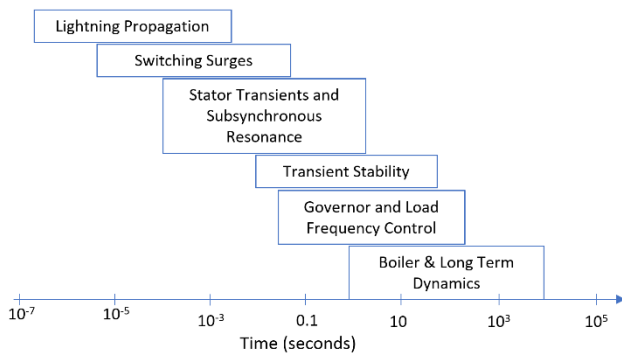 Lightning Propagation
Switching Surges
Stator Transients and
Subsynchronous
Resonance
Transient Stability
Governor and Load
Frequency Control
Boiler & Long Term
Dynamics
10⁻⁷ 10⁻⁵ 10⁻³ 0.1 10 10³ 10⁵
Time (seconds)